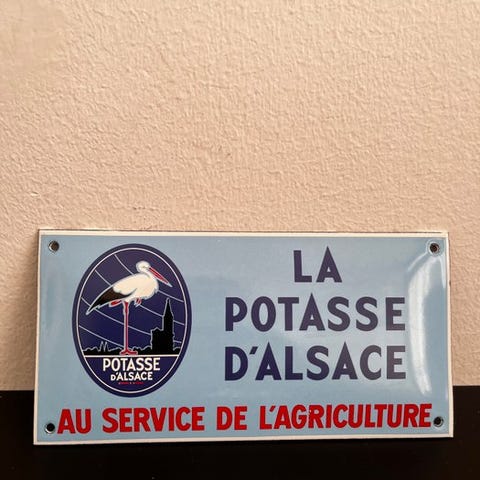 POTASSE
D'ALSACE
LA
POTASSE
D'ALSACE
AU SERVICE DE L'AGRICULTURE